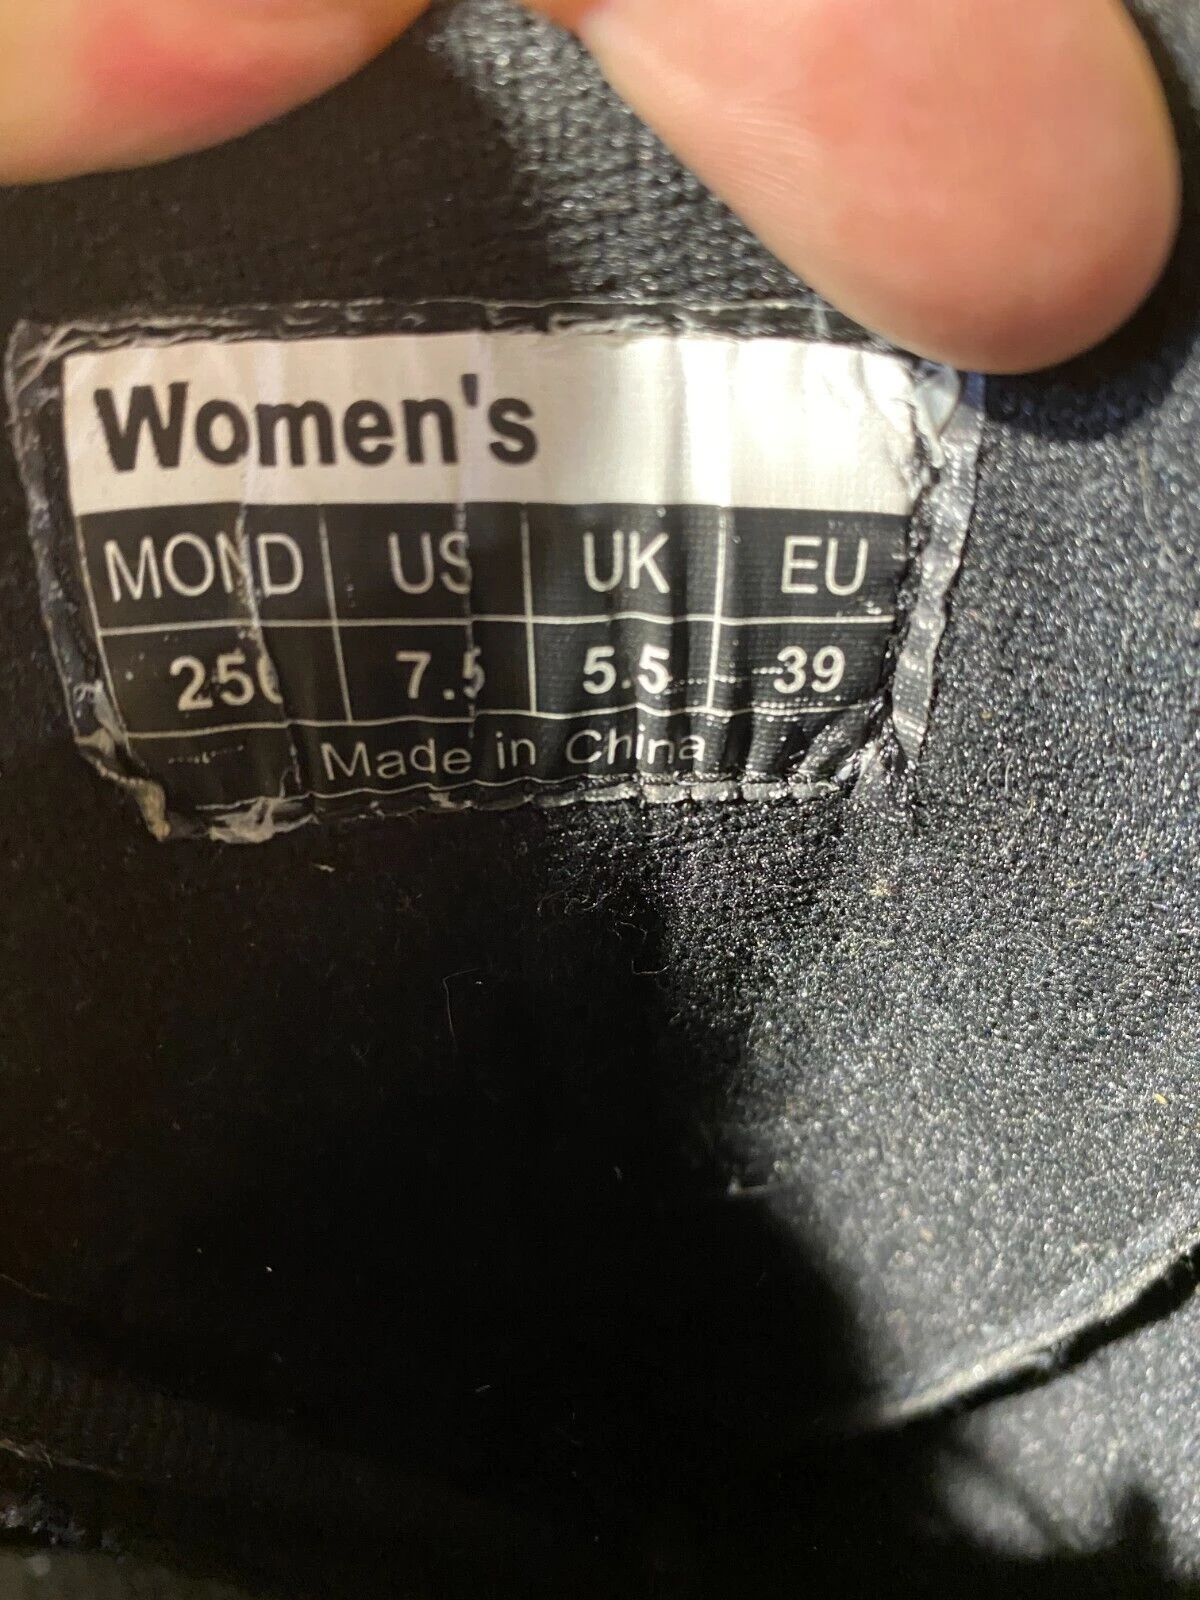 Women's
MOND US UK EU
250 7.5 5.5 39
Made in China